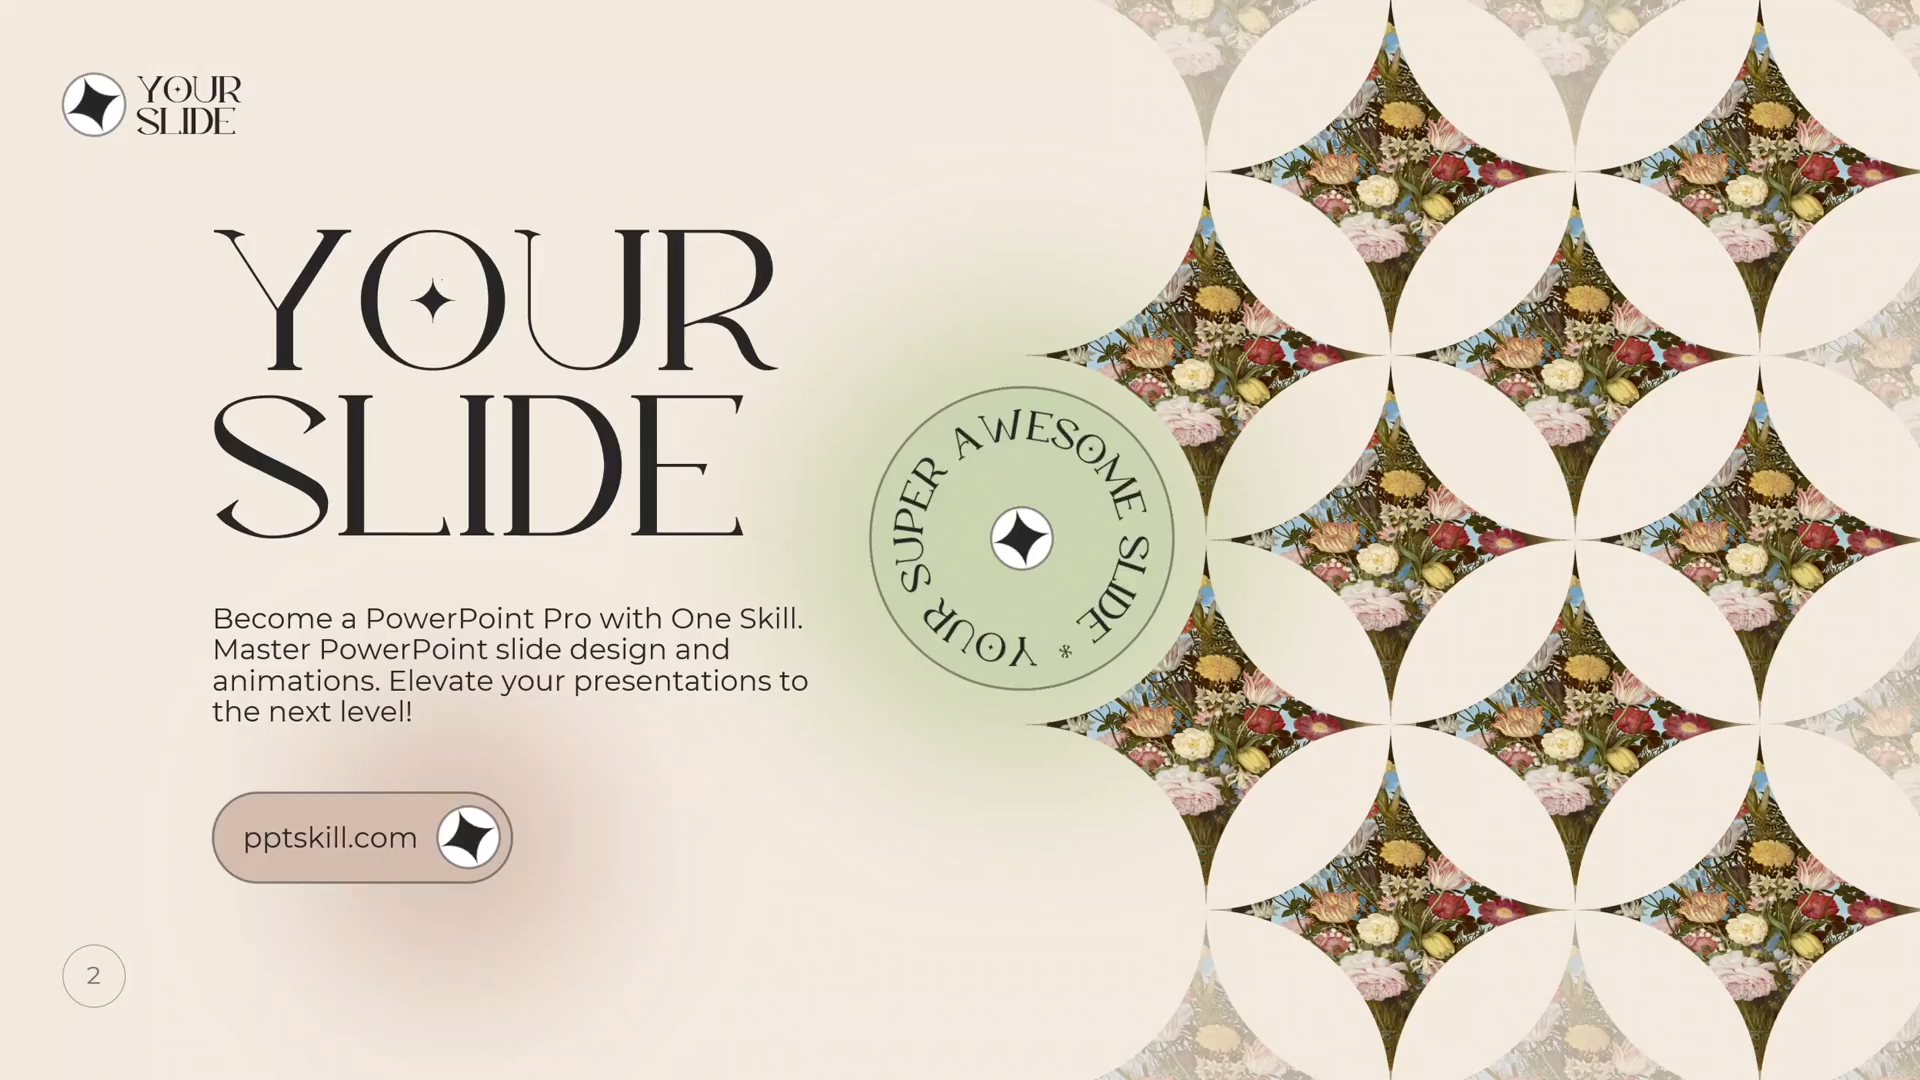 YOUR
SLIDE
YOUR
SLIDE
Become a PowerPoint Pro with One Skill.
Master PowerPoint slide design and
animations. Elevate your presentations to
the next level!
YOUR SUPER AWESOME SLIDE *
pptskill.com
2